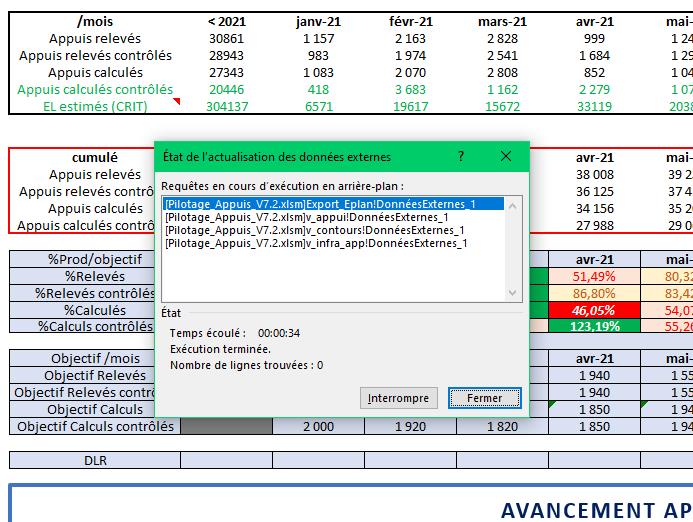 /mois < 2021 janv-21 févr-21 mars-21 avr-21 mai-
Appuis relevés 30861 1 157 2 163 2 828 999 1 24
Appuis relevés contrôlés 28943 983 1 974 2 541 1 684 1 29
Appuis calculés 27343 1 083 2 070 2 808 852 1 04
Appuis calculés contrôlés 20446 418 3 683 1 162 2 279 1 07
EL estimés (CRIT) 304137 6571 19617 15672 33119 2038
cumulé avr-21 mai-
Appuis relevés 38 008 39 2
Appuis relevés contrô 36 125 37 4
Appuis calculés 34 156 35 2
Appuis calculés contrô 27 988 29 0
État de l'actualisation des données externes ?
Requêtes en cours d'exécution en arrière-plan :
[Pilotage_Appuis_V7.2.xlsm]Export_Eplan!DonnéesExternes_1
[Pilotage_Appuis_V7.2.xlsm]v_appui!DonnéesExternes_1
[Pilotage_Appuis_V7.2.xlsm]v_contours!DonnéesExternes_1
[Pilotage_Appuis_V7.2.xlsm]v_infra_app!DonnéesExternes_1
État
Temps écoulé : 00:00:34
Exécution terminée.
Nombre de lignes trouvées : 0
Interrompre Fermer
%Prod/objectif avr-21 mai-
%Relevés 51,49% 80,32
%Relevés contrôlés 86,80% 83,42
%Calculés 46,05% 54,07
%Calculs contrôlés 123,19% 55,26
Objectif /mois avr-21 mai-
Objectif Relevés 1 940 1 55
Objectif Relevés contrô 1 940 1 55
Objectif Calculs 1 850 1 94
Objectif Calculs contrôlés 2 000 1 920 1 820 1 850 1 94
DLR
AVANCEMENT AP